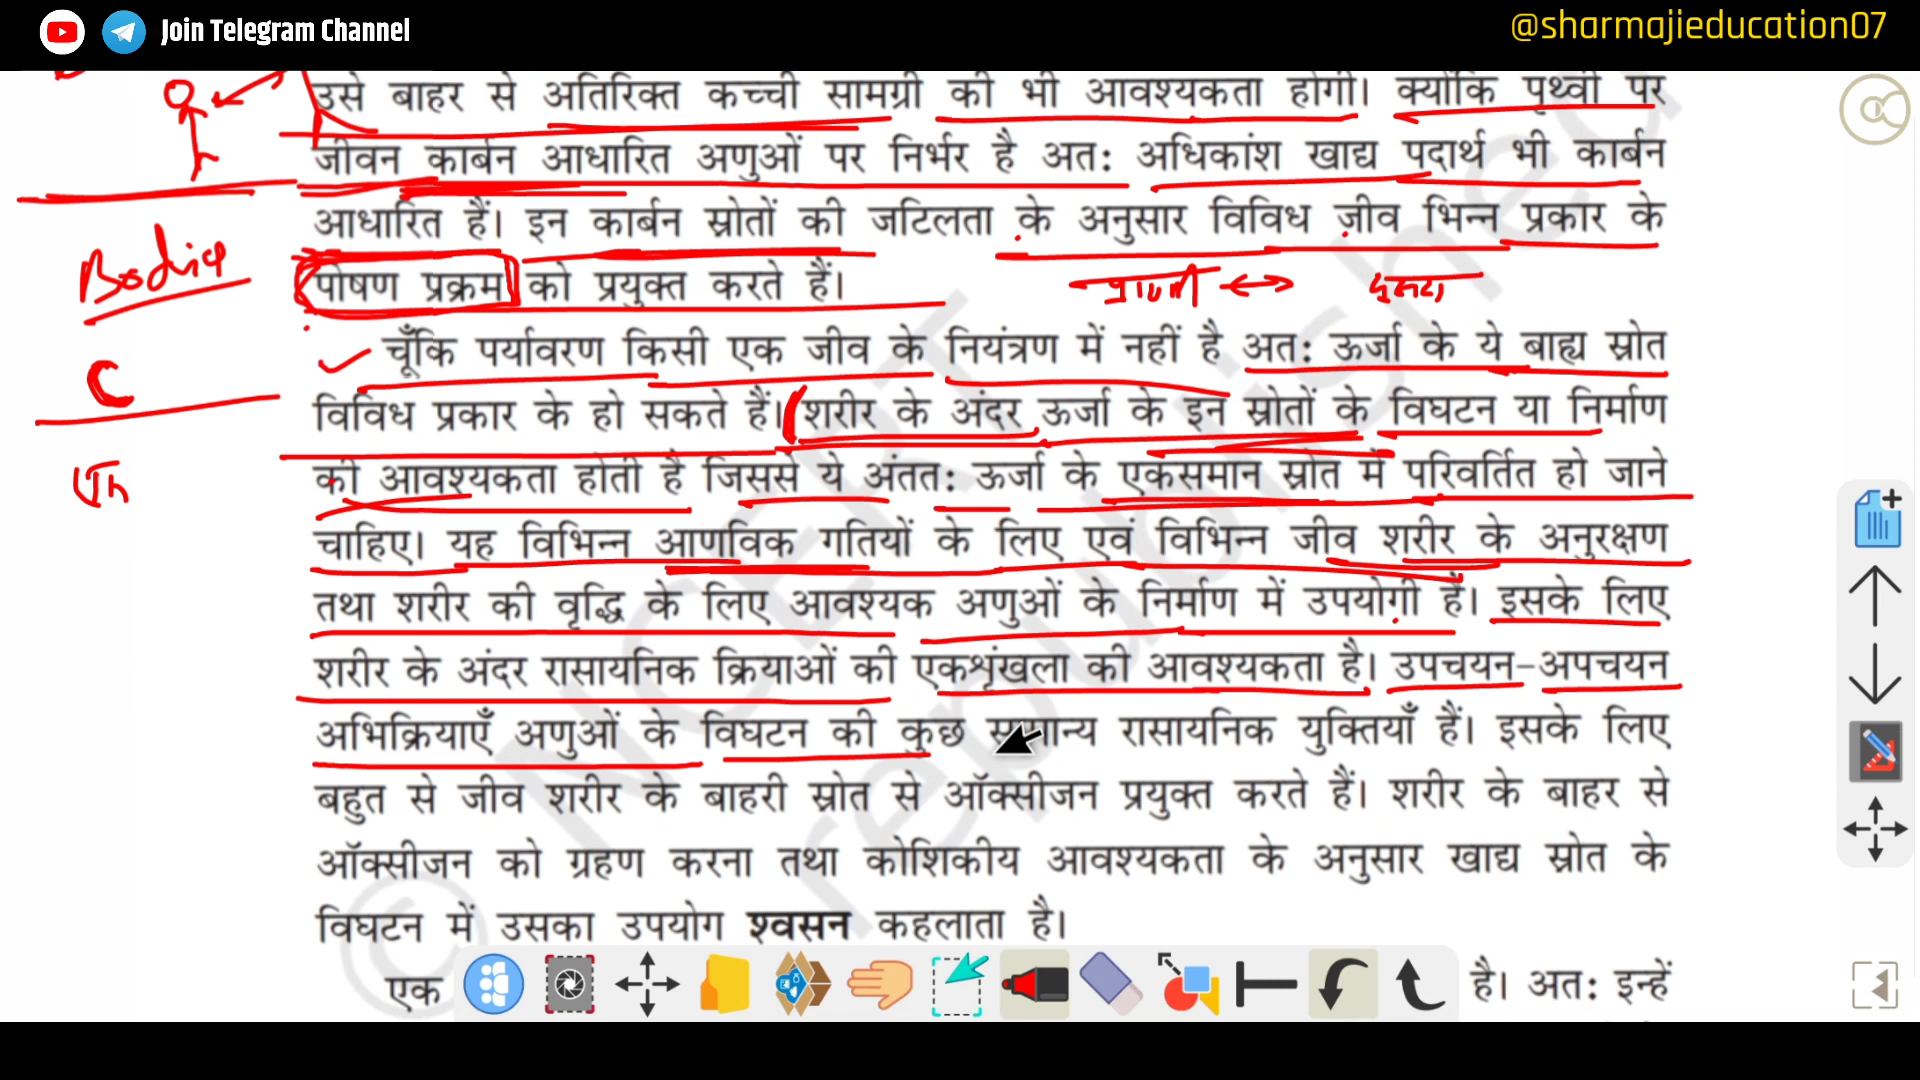 Join Telegram Channel
@sharmajieducation07
उसे बाहर से अतिरिक्त कच्ची सामग्री की भी आवश्यकता होगी। क्योंकि पृथ्वी पर
जीवन कार्बन आधारित अणुओं पर निर्भर है अत: अधिकांश खाद्य पदार्थ भी कार्बन
आधारित हैं। इन कार्बन स्रोतों की जटिलता के अनुसार विविध जीव भिन्न प्रकार के
पोषण प्रक्रम को प्रयुक्त करते हैं।
चूँकि पर्यावरण किसी एक जीव के नियंत्रण में नहीं है अत: ऊर्जा के ये बाह्य स्रोत
विविध प्रकार के हो सकते हैं। शरीर के अंदर ऊर्जा के इन स्रोतों के विघटन या निर्माण
की आवश्यकता होती है जिससे ये अंतत: ऊर्जा के एकसमान स्रोत में परिवर्तित हो जाने
चाहिए। यह विभिन्न आणविक गतियों के लिए एवं विभिन्न जीव शरीर के अनुरक्षण
तथा शरीर की वृद्धि के लिए आवश्यक अणुओं के निर्माण में उपयोगी है। इसके लिए
शरीर के अंदर रासायनिक क्रियाओं की एकशृंखला की आवश्यकता है। उपचयन-अपचयन
अभिक्रियाएँ अणुओं के विघटन की कुछ सामान्य रासायनिक युक्तियाँ हैं। इसके लिए
बहुत से जीव शरीर के बाहरी स्रोत से ऑक्सीजन प्रयुक्त करते हैं। शरीर के बाहर से
ऑक्सीजन को ग्रहण करना तथा कोशिकीय आवश्यकता के अनुसार खाद्य स्रोत के
विघटन में उसका उपयोग श्वसन कहलाता है।
एक है। अत: इन्हें
C
© NCERT
republished